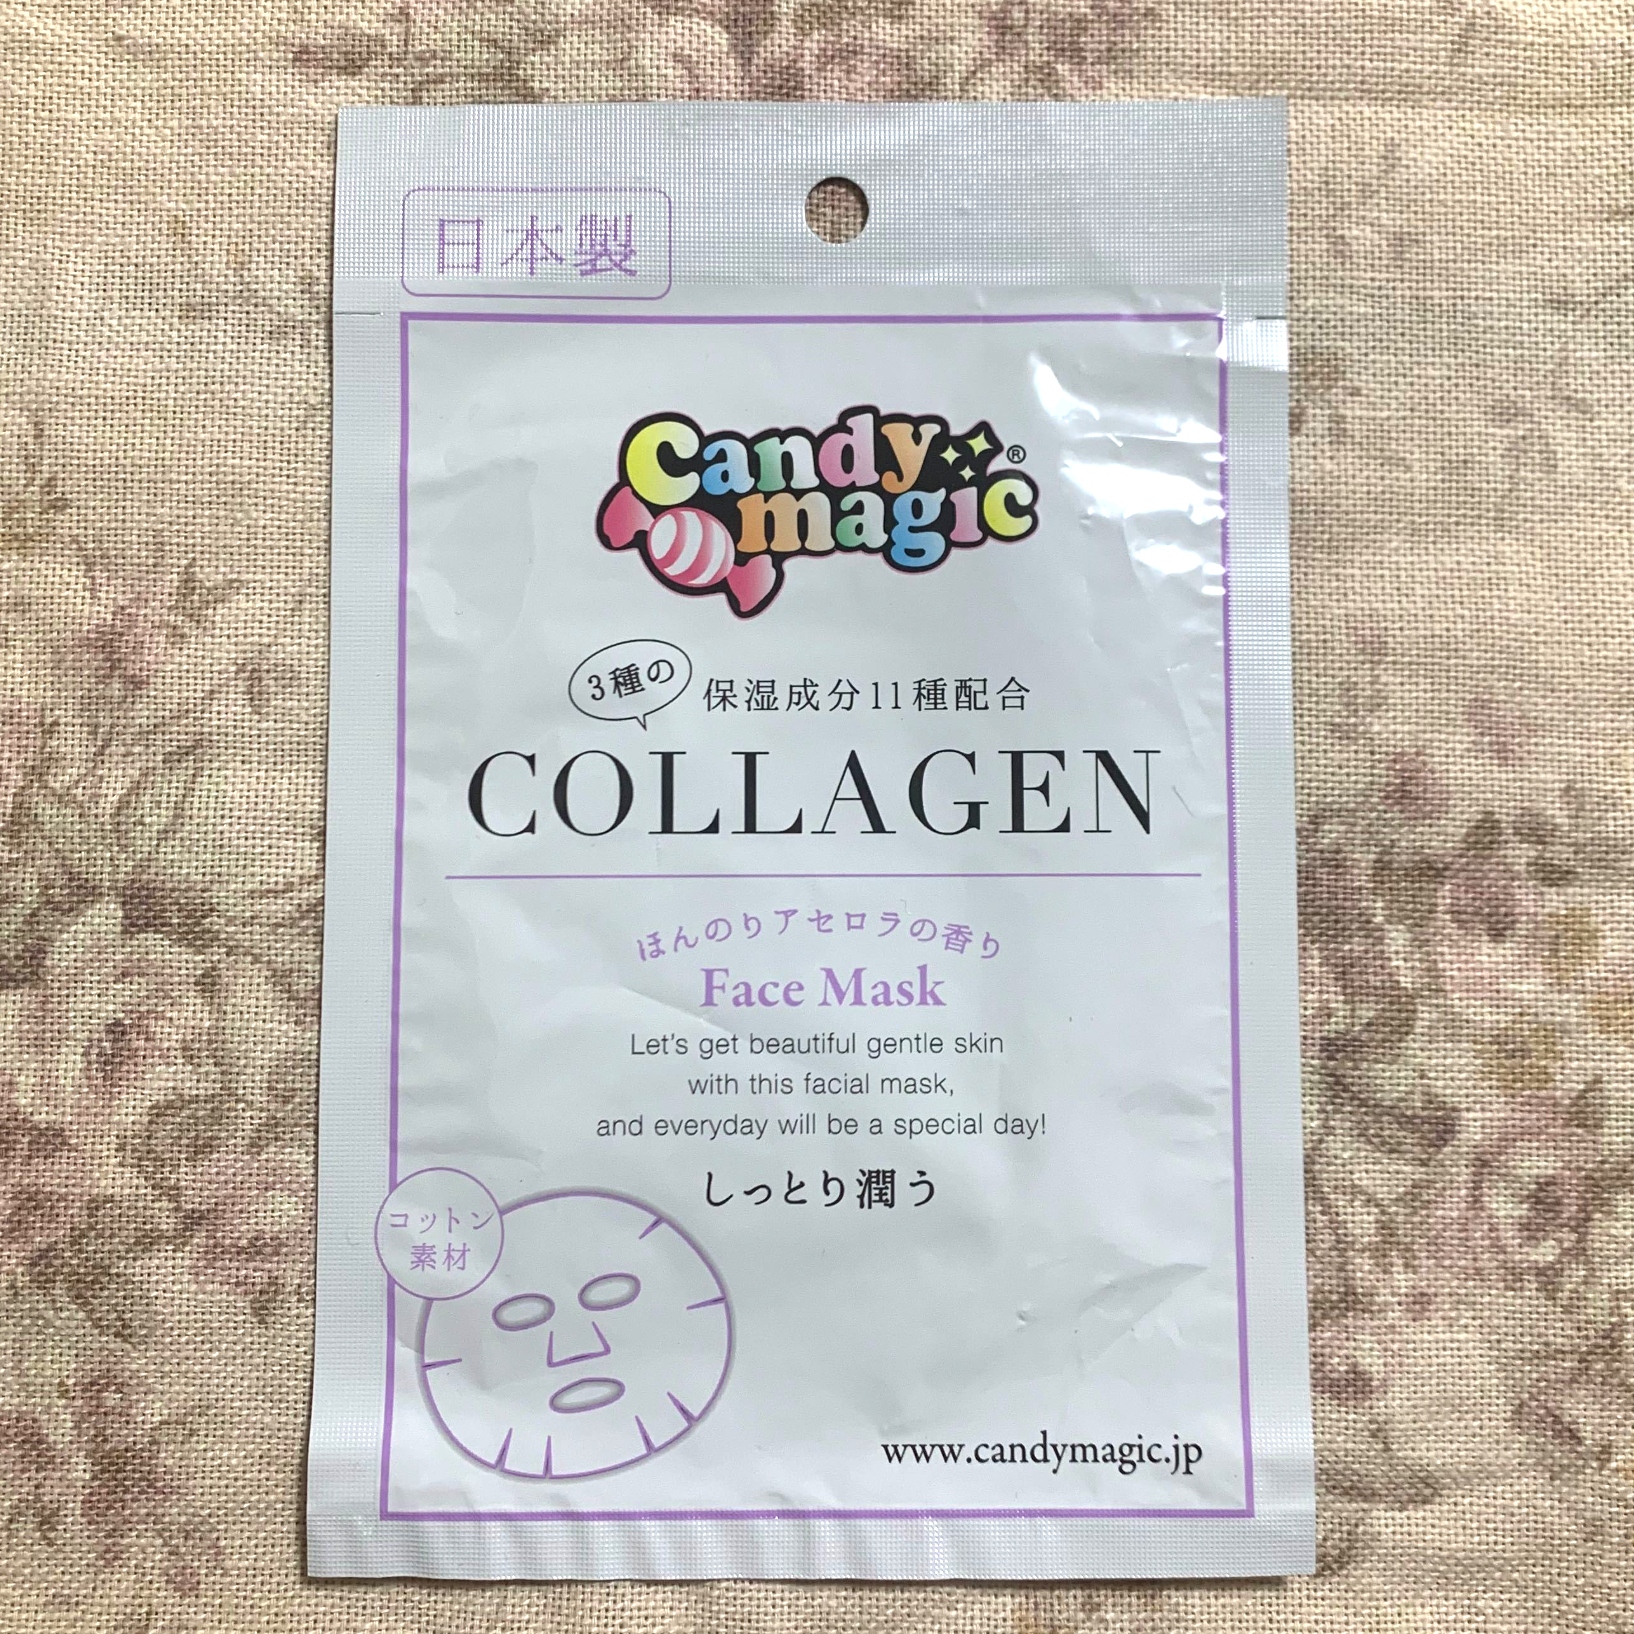 日本製
Candy
magic®
3種の
保湿成分11種配合
COLLAGEN
ほんのりアセロラの香り
Face Mask
Let's get beautiful gentle skin
with this facial mask,
and everyday will be a special day!
しっとり潤う
コットン
素材
www.candymagic.jp